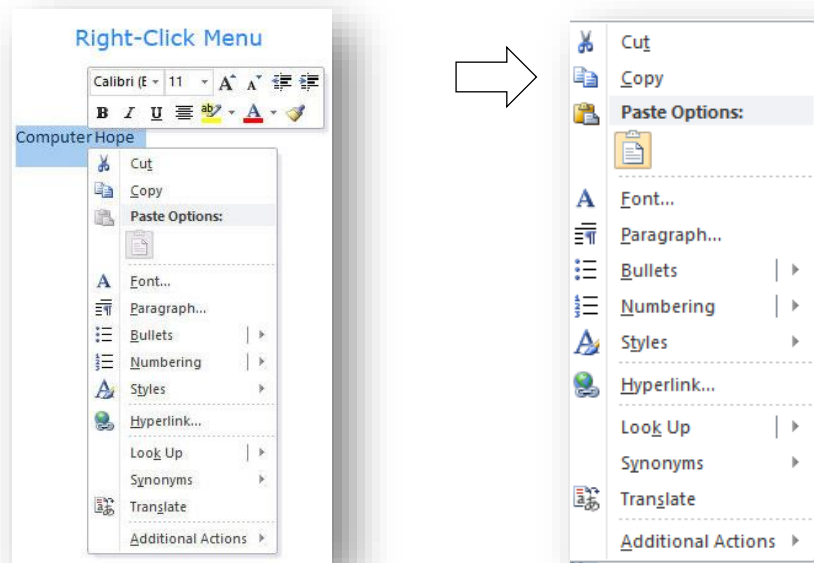 Right-Click Menu
Calibri (E 11 A A
B I U ab A
Computer Hope
Cut
Copy
Paste Options:
Font...
Paragraph...
Bullets
Numbering
Styles
Hyperlink...
Look Up
Synonyms
Translate
Additional Actions
Cut
Copy
Paste Options:
Font...
Paragraph...
Bullets
Numbering
Styles
Hyperlink...
Look Up
Synonyms
Translate
Additional Actions